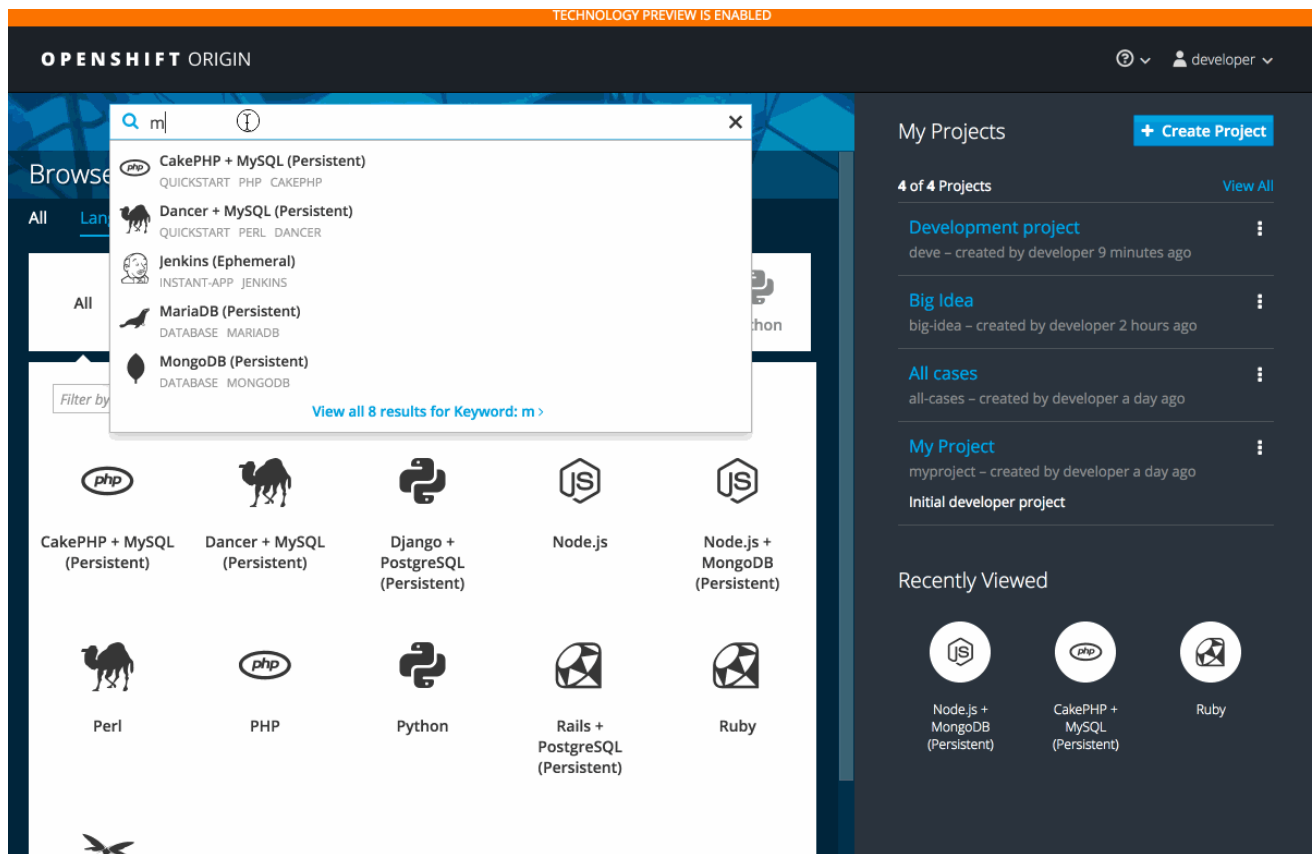 TECHNOLOGY PREVIEW IS ENABLED
OPENSHIFT ORIGIN
developer
m
CakePHP + MySQL (Persistent)
QUICKSTART PHP CAKEPHP
Dancer + MySQL (Persistent)
QUICKSTART PERL DANCER
Jenkins (Ephemeral)
INSTANT-APP JENKINS
MariaDB (Persistent)
DATABASE MARIADB
MongoDB (Persistent)
DATABASE MONGODB
View all 8 results for Keyword: m >
Browse
All
All
Filter by
php
JS
JS
CakePHP + MySQL
(Persistent)
Dancer + MySQL
(Persistent)
Django +
PostgreSQL
(Persistent)
Node.js
Node.js +
MongoDB
(Persistent)
php
Perl
PHP
Python
Rails +
PostgreSQL
(Persistent)
Ruby
My Projects
+ Create Project
4 of 4 Projects
View All
Development project
deve – created by developer 9 minutes ago
Big Idea
big-idea – created by developer 2 hours ago
All cases
all-cases – created by developer a day ago
My Project
myproject – created by developer a day ago
Initial developer project
Recently Viewed
JS
php
Node.js +
MongoDB
(Persistent)
CakePHP +
MySQL
(Persistent)
Ruby